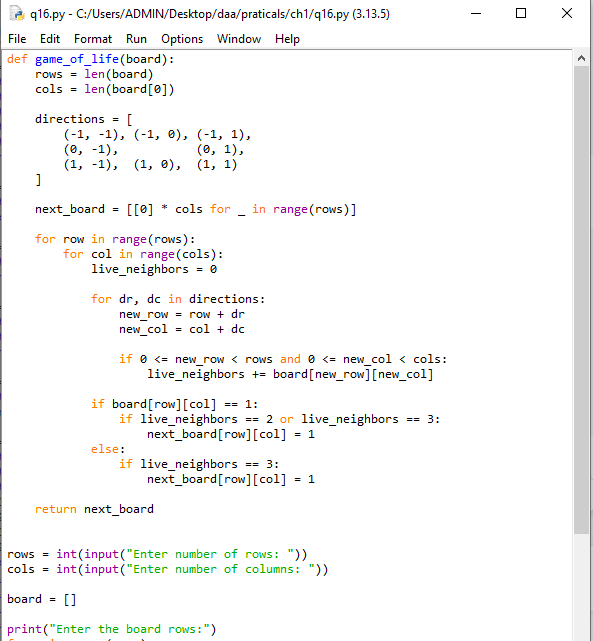 q16.py - C:/Users/ADMIN/Desktop/daa/praticals/ch1/q16.py (3.13.5)
File Edit Format Run Options Window Help
def game_of_life(board):
    rows = len(board)
    cols = len(board[0])

    directions = [
        (-1, -1), (-1, 0), (-1, 1),
        (0, -1),           (0, 1),
        (1, -1),  (1, 0),  (1, 1)
    ]

    next_board = [[0] * cols for _ in range(rows)]

    for row in range(rows):
        for col in range(cols):
            live_neighbors = 0

            for dr, dc in directions:
                new_row = row + dr
                new_col = col + dc

                if 0 <= new_row < rows and 0 <= new_col < cols:
                    live_neighbors += board[new_row][new_col]

            if board[row][col] == 1:
                if live_neighbors == 2 or live_neighbors == 3:
                    next_board[row][col] = 1
            else:
                if live_neighbors == 3:
                    next_board[row][col] = 1

    return next_board


rows = int(input("Enter number of rows: "))
cols = int(input("Enter number of columns: "))

board = []

print("Enter the board rows:")